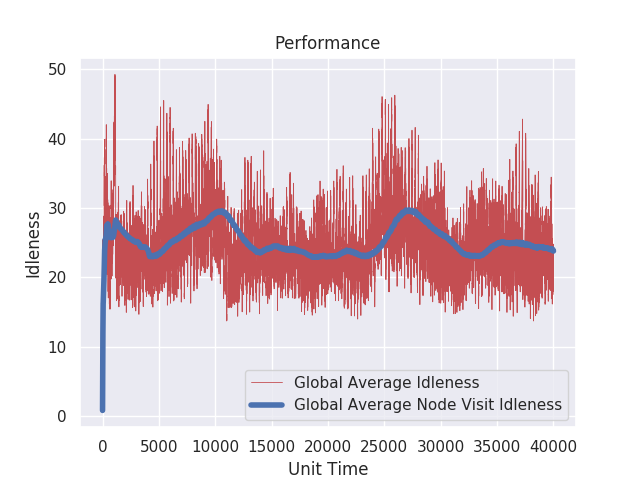 Performance
50
40
30
20
10
0
Idleness
Global Average Idleness
Global Average Node Visit Idleness
0 5000 10000 15000 20000 25000 30000 35000 40000
Unit Time